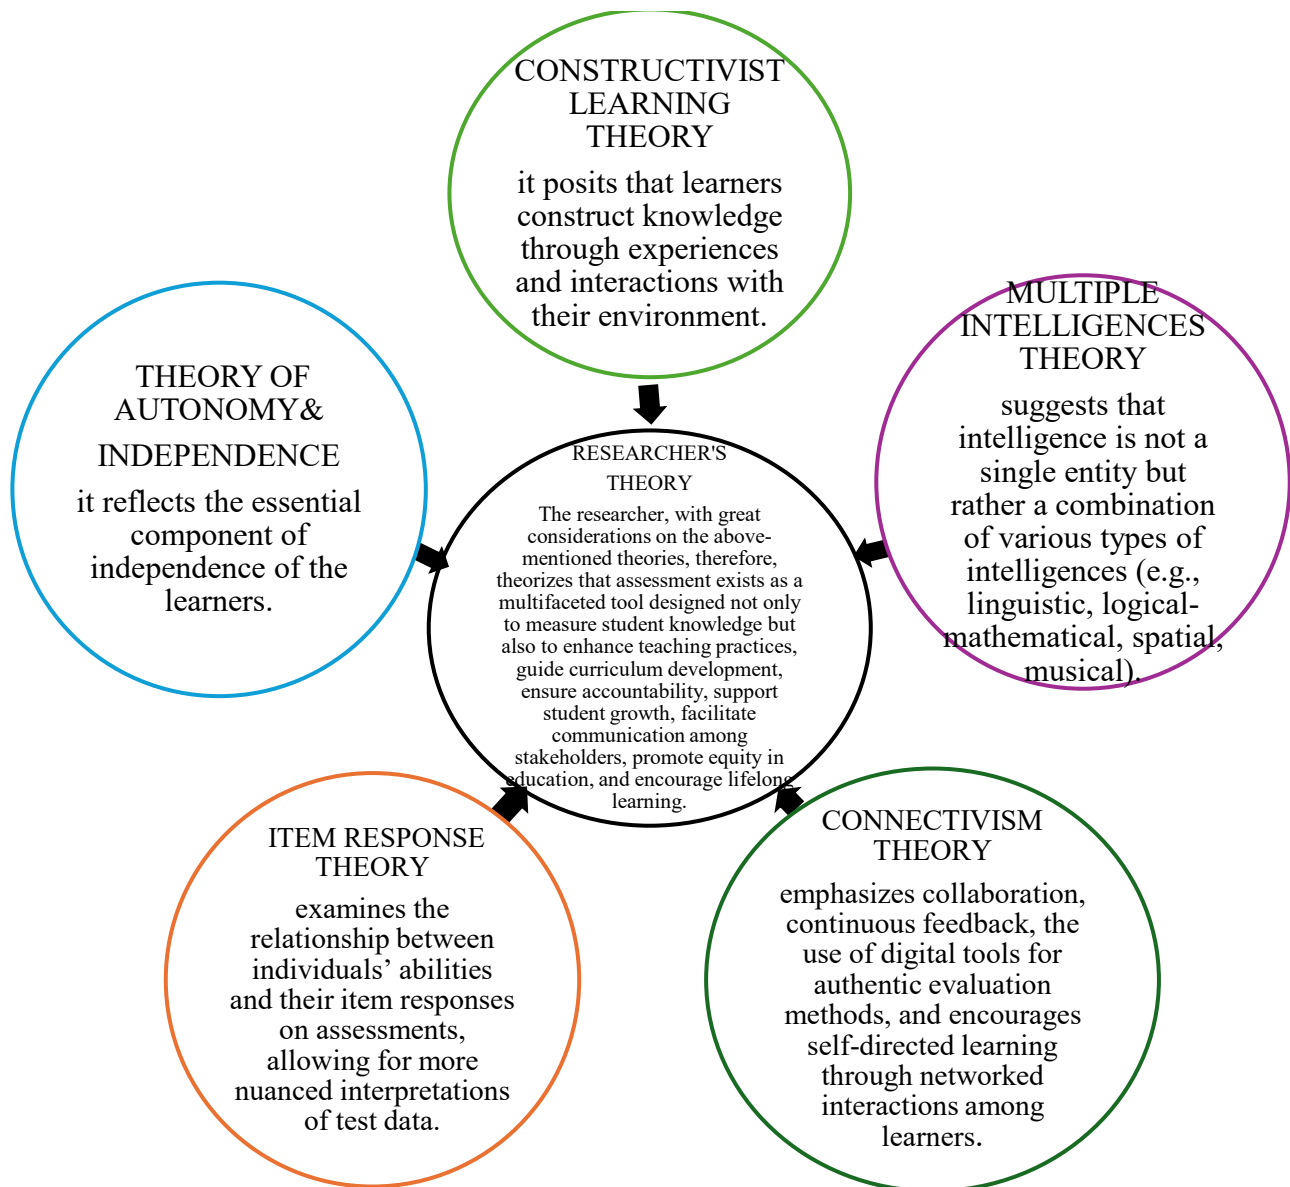 CONSTRUCTIVIST
LEARNING
THEORY
it posits that learners
construct knowledge
through experiences
and interactions with
their environment.
MULTIPLE
INTELLIGENCES
THEORY
suggests that
intelligence is not a
single entity but
rather a combination
of various types of
intelligences (e.g.,
linguistic, logical-
mathematical, spatial,
musical).
THEORY OF
AUTONOMY&
INDEPENDENCE
it reflects the essential
component of
independence of the
learners.
RESEARCHER'S
THEORY
The researcher, with great
considerations on the above-
mentioned theories, therefore,
theorizes that assessment exists as a
multifaceted tool designed not only
to measure student knowledge but
also to enhance teaching practices,
guide curriculum development,
ensure accountability, support
student growth, facilitate
communication among
stakeholders, promote equity in
education, and encourage lifelong
learning.
ITEM RESPONSE
THEORY
examines the
relationship between
individuals’ abilities
and their item responses
on assessments,
allowing for more
nuanced interpretations
of test data.
CONNECTIVISM
THEORY
emphasizes collaboration,
continuous feedback, the
use of digital tools for
authentic evaluation
methods, and encourages
self-directed learning
through networked
interactions among
learners.